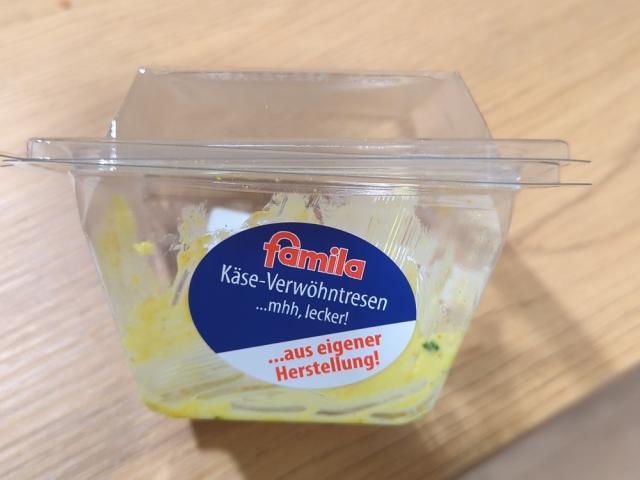 famila
Käse-Verwöhntresen
...mhh, lecker!
...aus eigener
Herstellung!